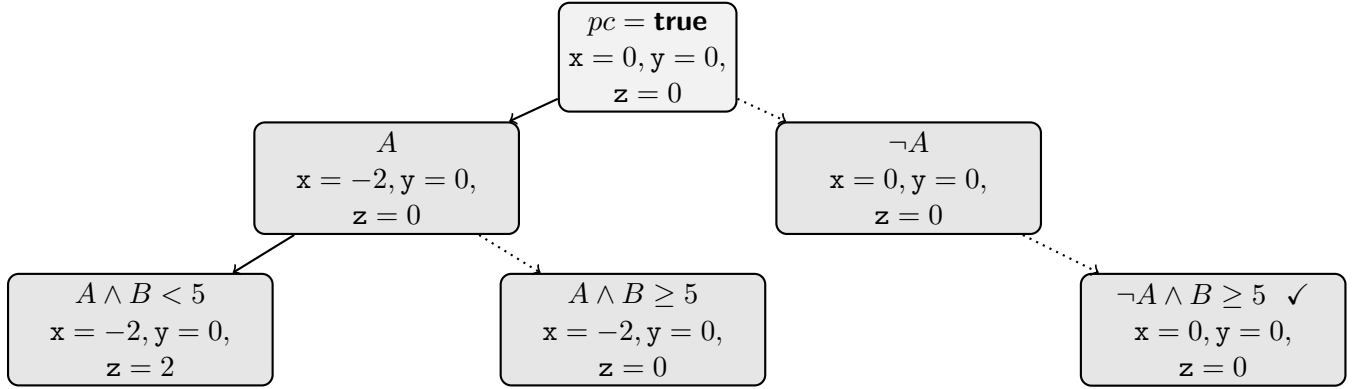 pc = true
x = 0, y = 0,
z = 0
A
x = −2, y = 0,
z = 0
¬A
x = 0, y = 0,
z = 0
A ∧ B < 5
x = −2, y = 0,
z = 2
A ∧ B ≥ 5
x = −2, y = 0,
z = 0
¬A ∧ B ≥ 5 ✓
x = 0, y = 0,
z = 0